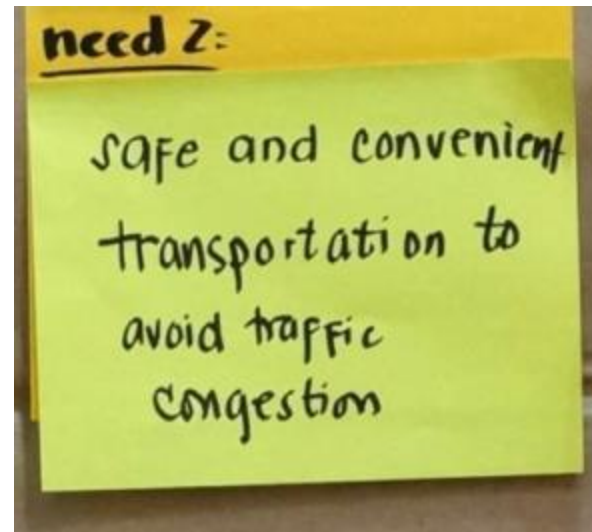 need 2:
safe and convenient
transportation to
avoid traffic
congestion